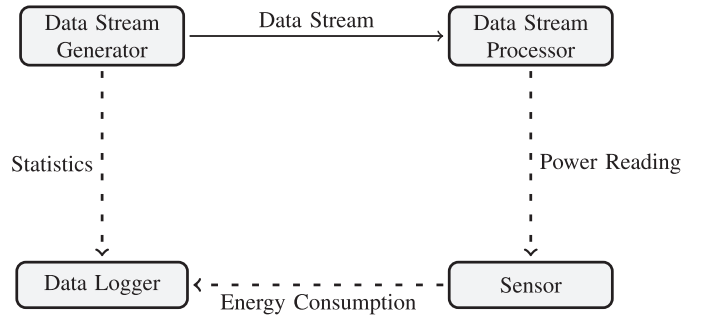 Data Stream
Generator
Data Stream
Data Stream
Processor
Statistics
Power Reading
Data Logger
Energy Consumption
Sensor